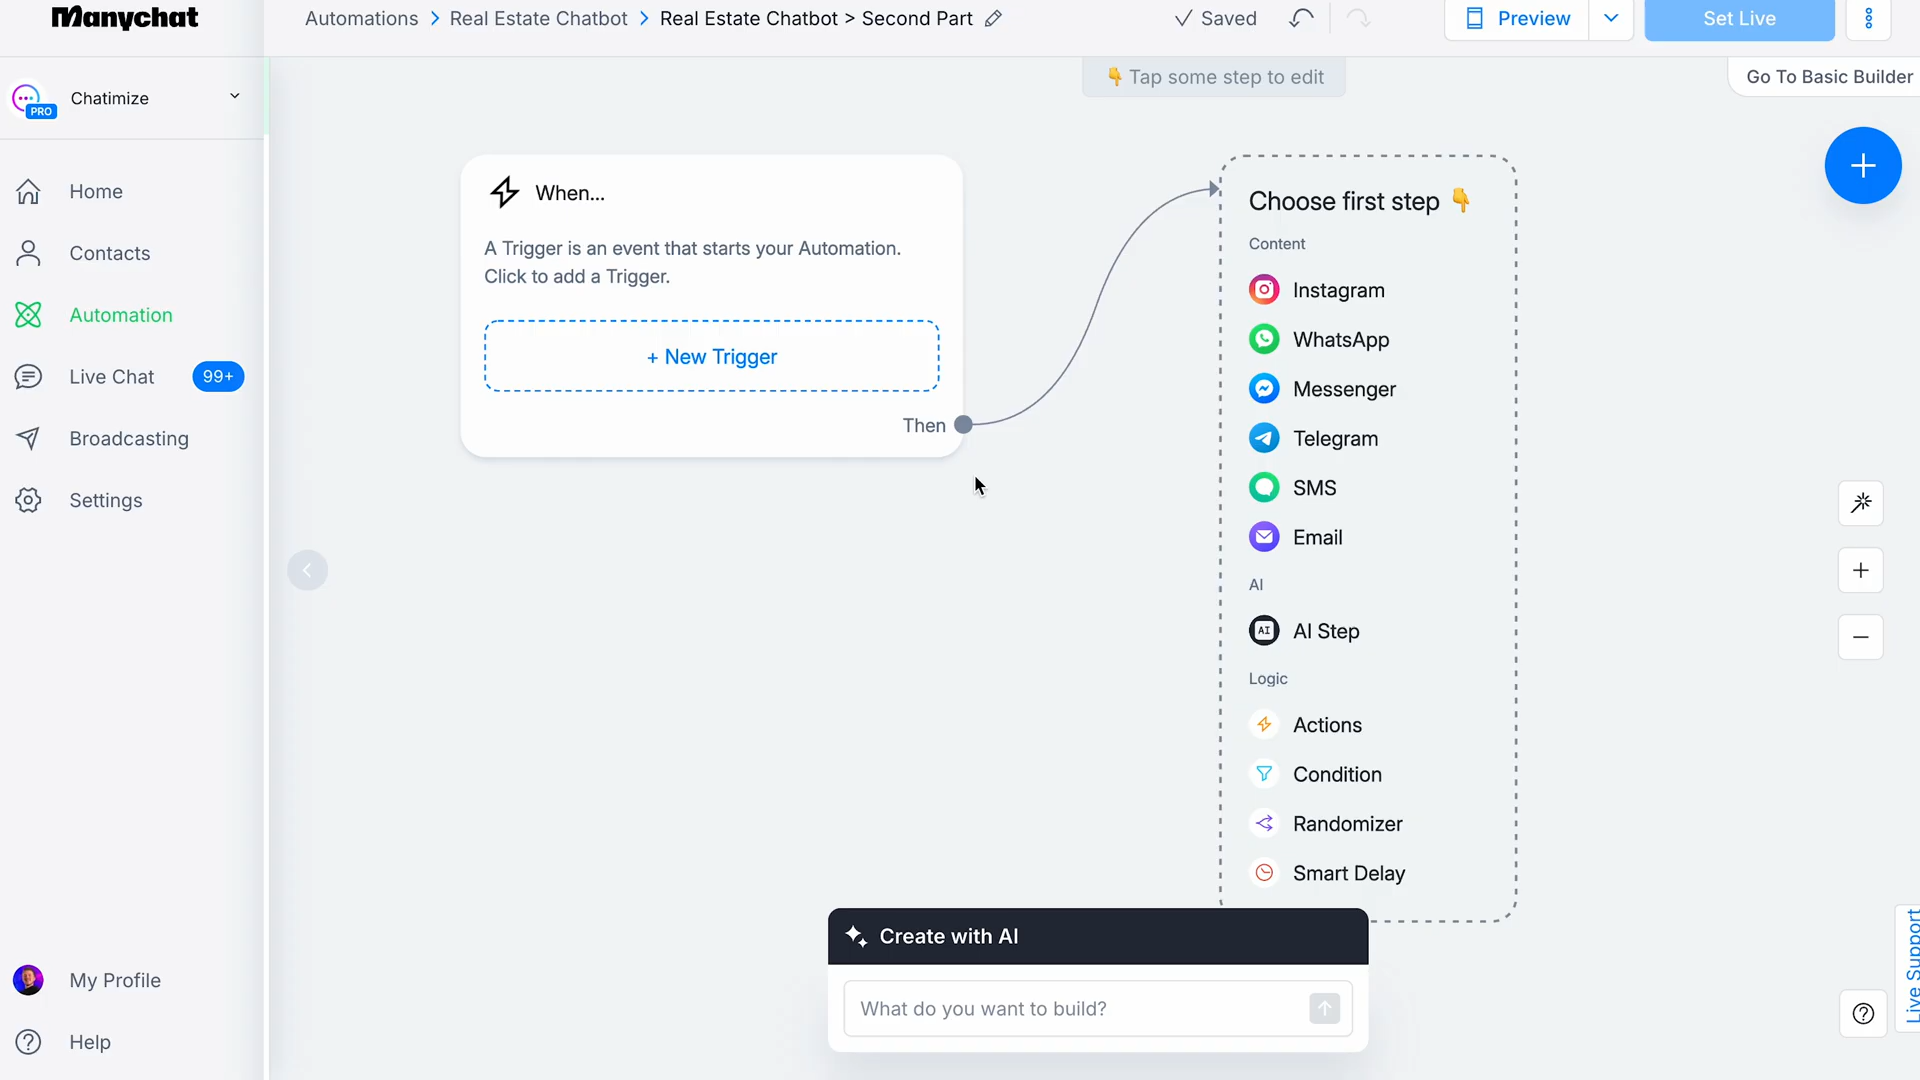 Manychat
Automations > Real Estate Chatbot > Real Estate Chatbot > Second Part
Saved
Preview
Set Live
Tap some step to edit
Go To Basic Builder
Chatimize
PRO
Home
Contacts
Automation
Live Chat
99+
Broadcasting
Settings
My Profile
Help
When...
A Trigger is an event that starts your Automation.
Click to add a Trigger.
+ New Trigger
Then
Choose first step
Content
Instagram
WhatsApp
Messenger
Telegram
SMS
Email
AI
AI
AI Step
Logic
Actions
Condition
Randomizer
Smart Delay
Create with AI
What do you want to build?
Live Support